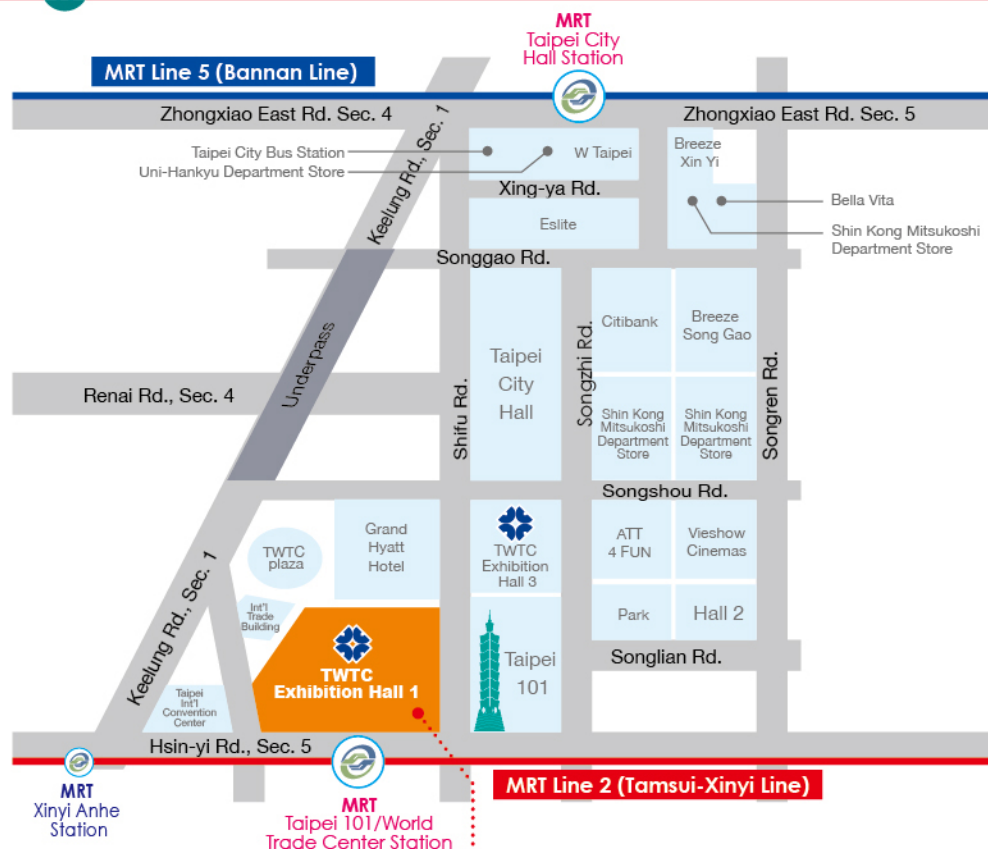 MRT
Taipei City
Hall Station
MRT Line 5 (Bannan Line)
Zhongxiao East Rd. Sec. 4
Zhongxiao East Rd. Sec. 5
Keelung Rd., Sec. 1
Taipei City Bus Station
Uni-Hankyu Department Store
W Taipei
Breeze
Xin Yi
Xing-ya Rd.
Bella Vita
Eslite
Shin Kong Mitsukoshi
Department Store
Songgao Rd.
Underpass
Citibank
Breeze
Song Gao
Taipei
City
Hall
Songzhi Rd.
Renai Rd., Sec. 4
Shifu Rd.
Songren Rd.
Shin Kong
Mitsukoshi
Department
Store
Shin Kong
Mitsukoshi
Department
Store
Songshou Rd.
Grand
Hyatt
Hotel
TWTC
plaza
TWTC
Exhibition
Hall 3
ATT
4 FUN
Vieshow
Cinemas
Keelung Rd., Sec. 1
Int'l
Trade
Building
Park
Hall 2
TWTC
Exhibition Hall 1
Taipei
101
Songlian Rd.
Taipei
Int'l
Convention
Center
Hsin-yi Rd., Sec. 5
MRT Line 2 (Tamsui-Xinyi Line)
MRT
Xinyi Anhe
Station
MRT
Taipei 101/World
Trade Center Station